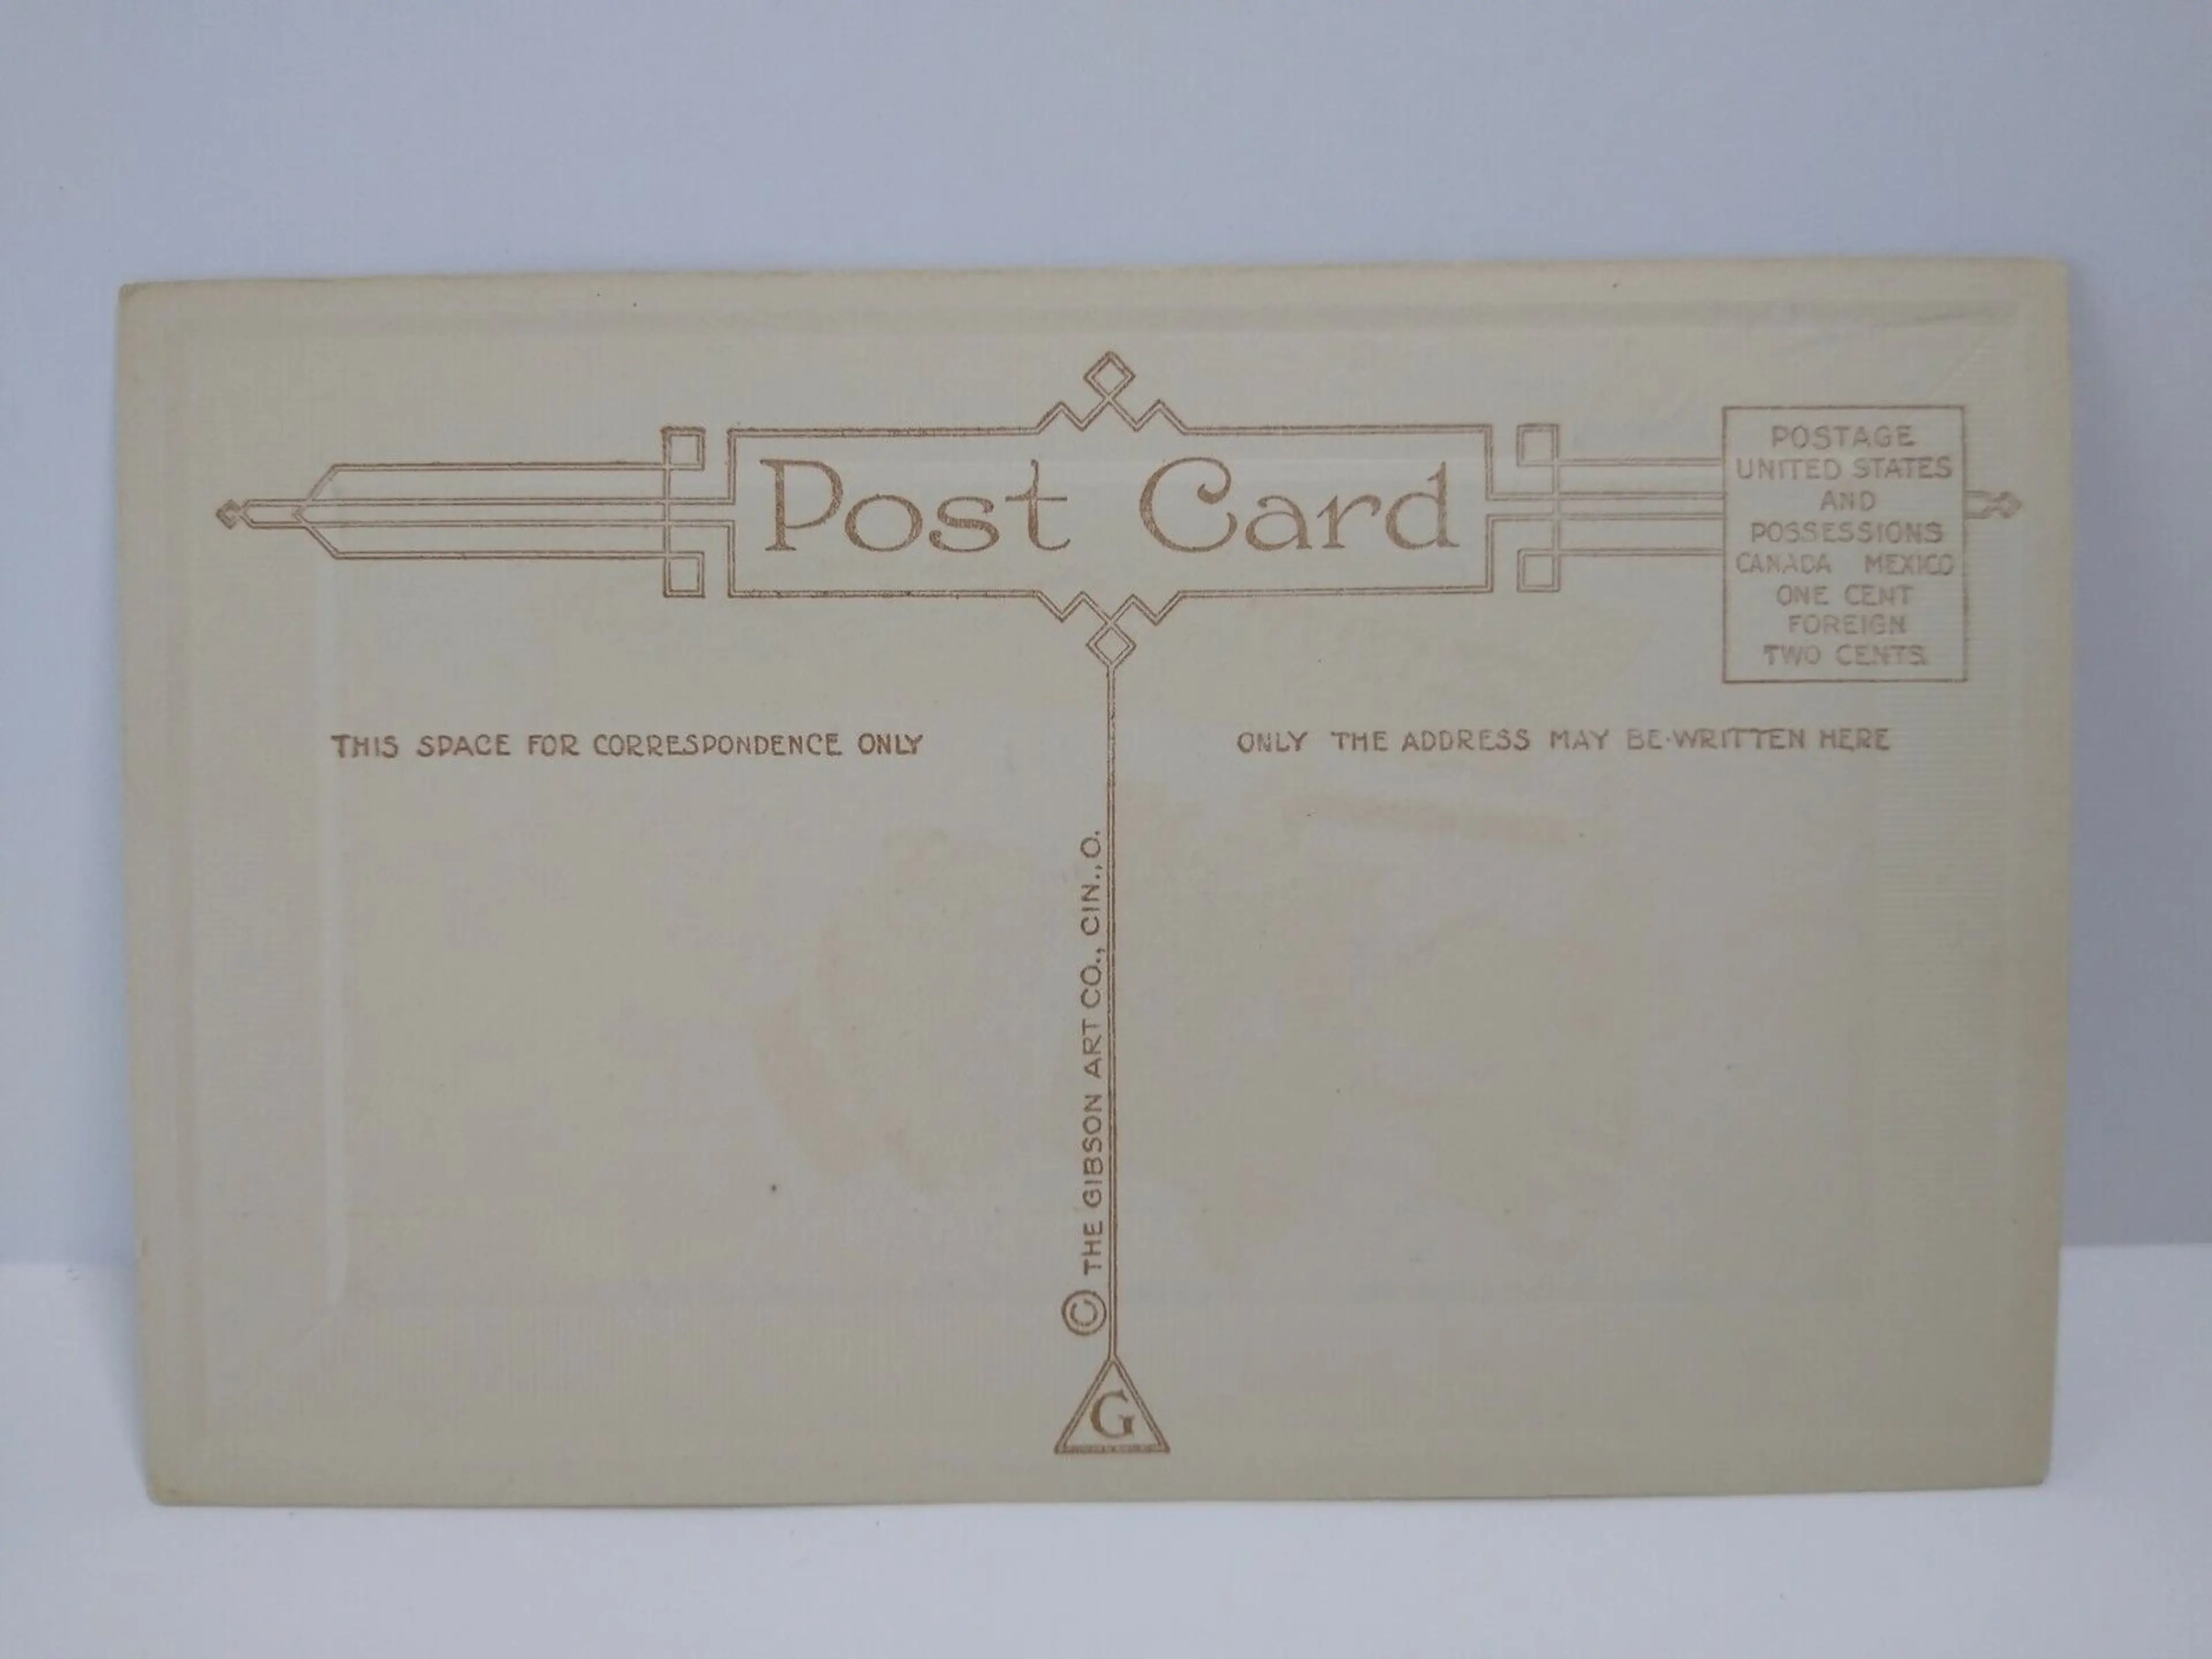 Post Card
POSTAGE
UNITED STATES
AND
POSSESSIONS
CANADA MEXICO
ONE CENT
FOREIGN
TWO CENTS
THIS SPACE FOR CORRESPONDENCE ONLY
ONLY THE ADDRESS MAY BE WRITTEN HERE
© THE GIBSON ART CO., CIN., O.
G